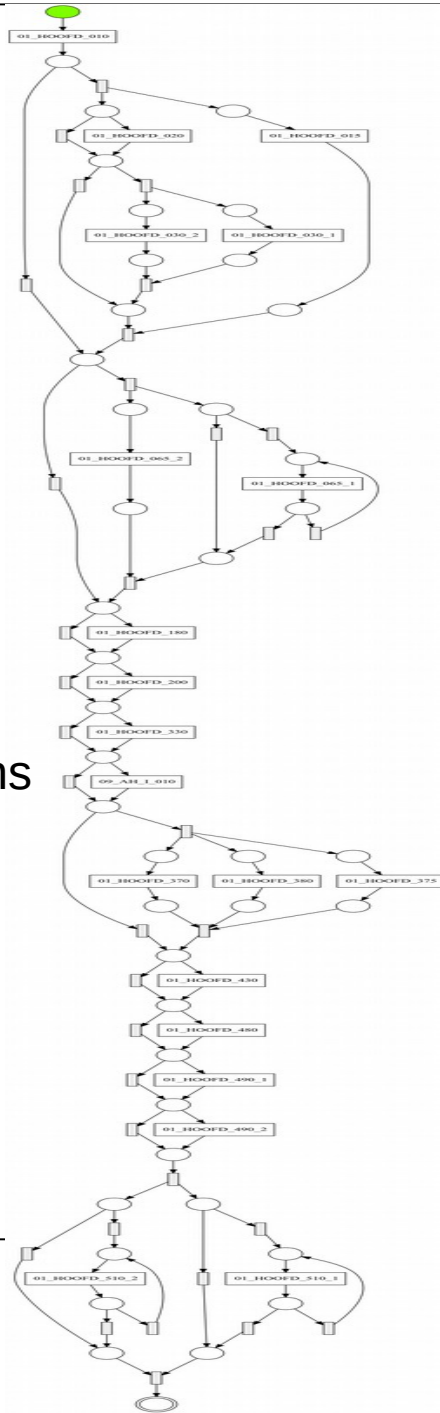 01_HOOFD_010
01_HOOFD_020 01_HOOFD_015
01_HOOFD_030_2 01_HOOFD_030_1
01_HOOFD_065_2
01_HOOFD_065_1
01_HOOFD_180
01_HOOFD_200
01_HOOFD_330
ns
09_AH_I_010
01_HOOFD_370 01_HOOFD_380 01_HOOFD_375
01_HOOFD_430
01_HOOFD_480
01_HOOFD_490_1
01_HOOFD_490_2
01_HOOFD_510_2 01_HOOFD_510_1